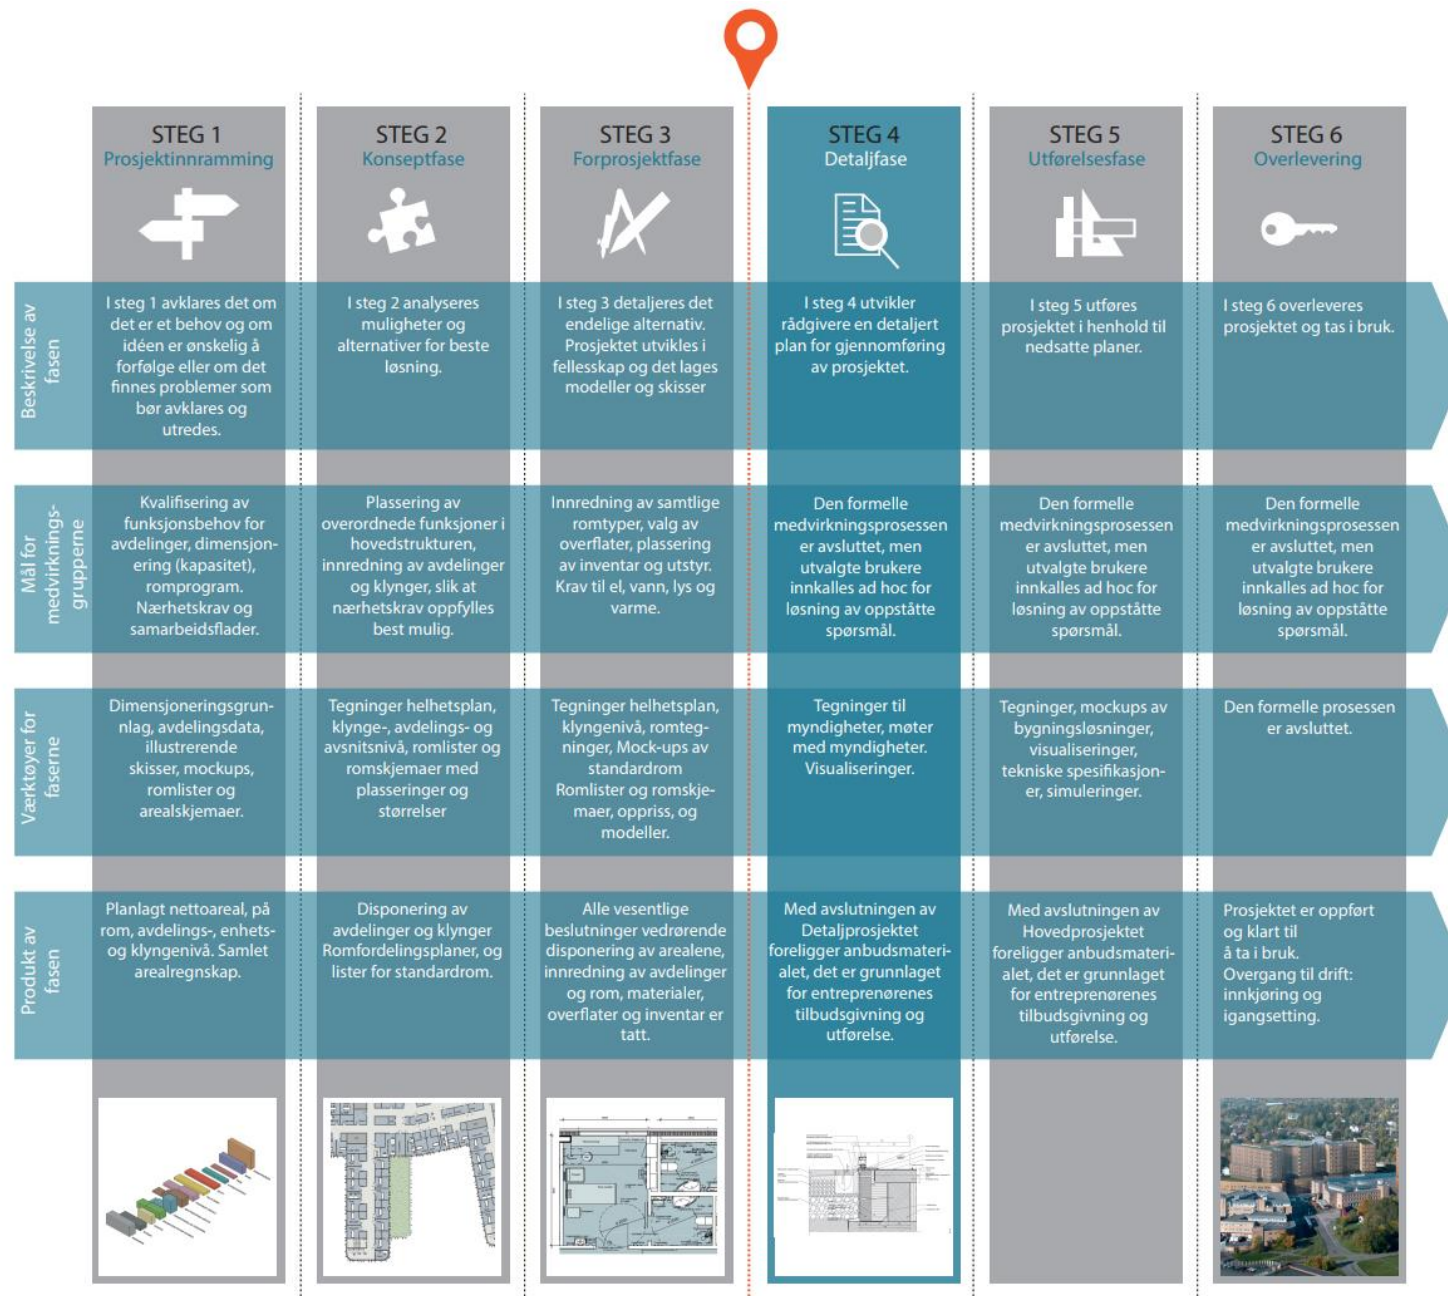 STEG 1
Prosjektinnramming
STEG 2
Konseptfase
STEG 3
Forprosjektfase
STEG 4
Detaljfase
STEG 5
Utførelsesfase
STEG 6
Overlevering
Beskrivelse av
fasen
I steg 1 avklares det om
det er et behov og om
idéen er ønskelig å
forfølge eller om det
finnes problemer som
bør avklares og
utredes.
I steg 2 analyseres
muligheter og
alternativer for beste
løsning.
I steg 3 detaljeres det
endelige alternativ.
Prosjektet utvikles i
fellesskap og det lages
modeller og skisser
I steg 4 utvikler
rådgivere en detaljert
plan for gjennomføring
av prosjektet.
I steg 5 utføres
prosjektet i henhold til
nedsatte planer.
I steg 6 overleveres
prosjektet og tas i bruk.
Mål for
medvirknings-
grupperne
Kvalifisering av
funksjonsbehov for
avdelinger, dimensjon-
ering (kapasitet),
romprogram.
Nærhetskrav og
samarbeidsflader.
Plassering av
overordnede funksjoner i
hovedstrukturen,
innredning av avdelinger
og klynger, slik at
nærhetskrav oppfylles
best mulig.
Innredning av samtlige
romtyper, valg av
overflater, plassering
av inventar og utstyr.
Krav til el, vann, lys og
varme.
Den formelle
medvirkningsprosessen
er avsluttet, men
utvalgte brukere
innkalles ad hoc for
løsning av oppståtte
spørsmål.
Den formelle
medvirkningsprosessen
er avsluttet, men
utvalgte brukere
innkalles ad hoc for
løsning av oppståtte
spørsmål.
Den formelle
medvirkningsprosessen
er avsluttet, men
utvalgte brukere
innkalles ad hoc for
løsning av oppståtte
spørsmål.
Værktøyer for
faserne
Dimensjoneringsgrun-
nlag, avdelingsdata,
illustrerende
skisser, mockups,
romlister og
arealskjemaer.
Tegninger helhetsplan,
klynge-, avdelings- og
avsnitsnivå, romlister og
romskjemaer med
plasseringer og
størrelser
Tegninger helhetsplan,
klyngenivå, romteg-
ninger, Mock-ups av
standardrom
Romlister og romskje-
maer, oppriss, og
modeller.
Tegninger til
myndigheter, møter
med myndigheter.
Visualiseringer.
Tegninger, mockups av
bygningsløsninger,
visualiseringer,
tekniske spesifikasjon-
er, simuleringer.
Den formelle prosessen
er avsluttet.
Produkt av
fasen
Planlagt nettoareal, på
rom, avdelings-, enhets-
og klyngenivå. Samlet
arealregnskap.
Disponering av
avdelinger og klynger
Romfordelingsplaner, og
lister for standardrom.
Alle vesentlige
beslutninger vedrørende
disponering av arealene,
innredning av avdelinger
og rom, materialer,
overflater og inventar er
tatt.
Med avslutningen av
Detaljprosjektet
foreligger anbudsmateri-
alet, det er grunnlaget
for entreprenørenes
tilbudsgivning og
utførelse.
Med avslutningen av
Hovedprosjektet
foreligger anbudsmateri-
alet, det er grunnlaget
for entreprenørenes
tilbudsgivning og
utførelse.
Prosjektet er oppført
og klart til
å ta i bruk.
Overgang til drift:
innkjøring og
igangsetting.